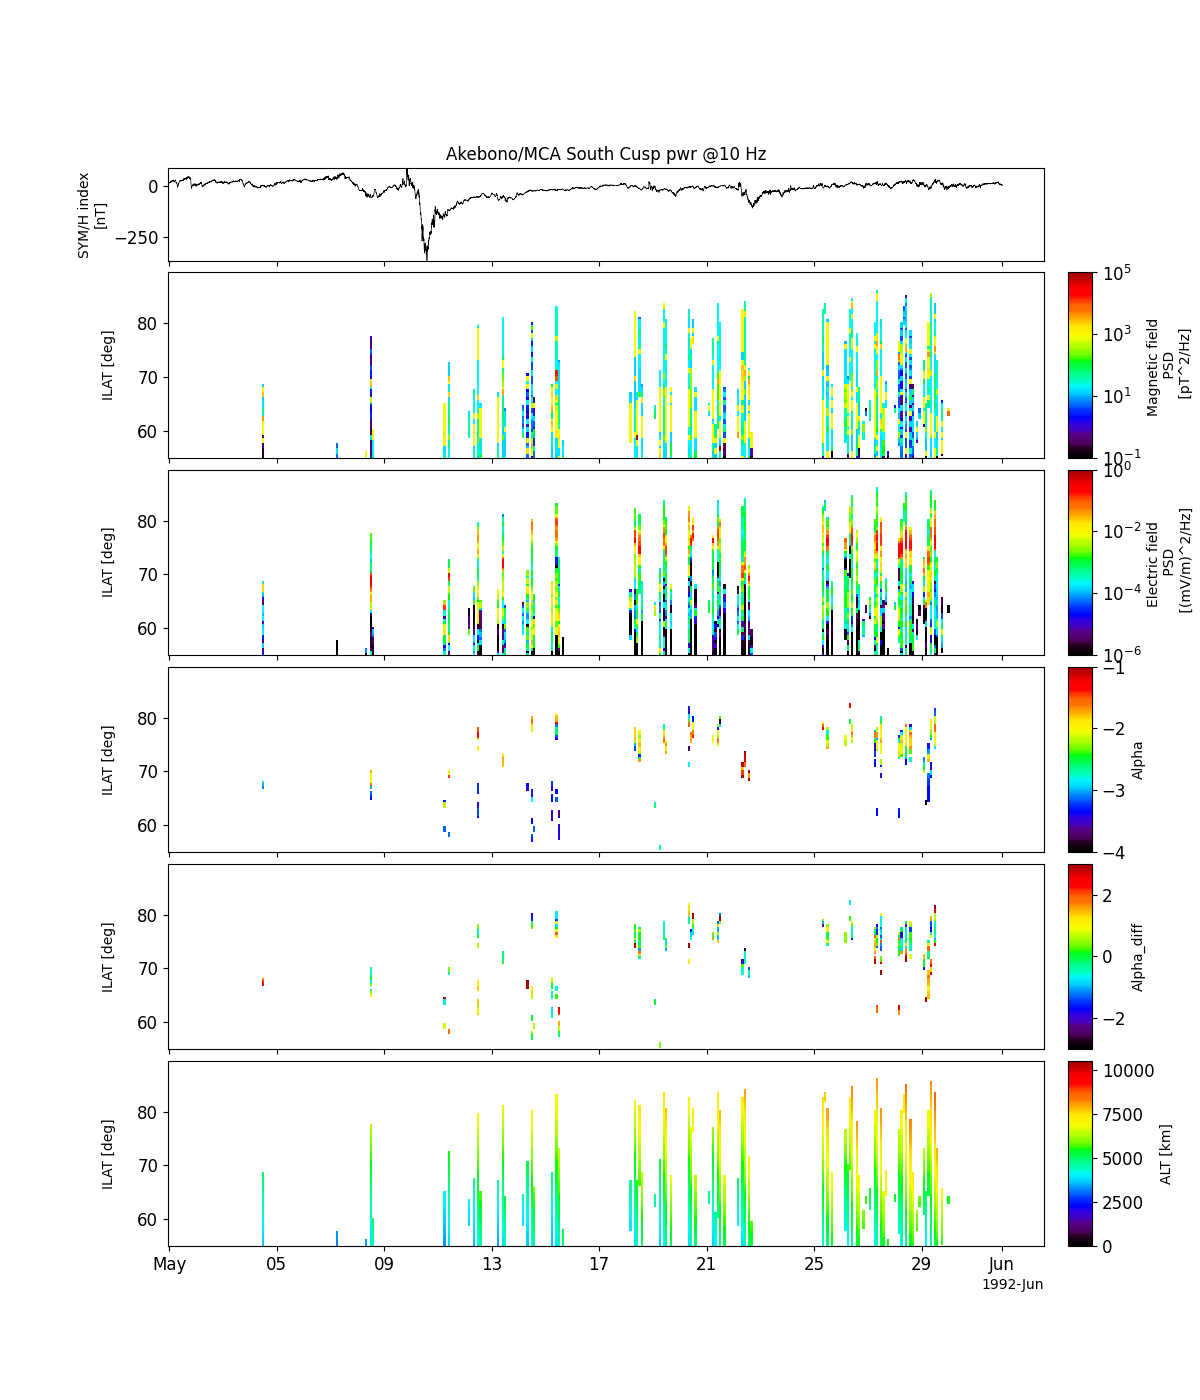 Akebono/MCA South Cusp pwr @10 Hz
SYM/H index
[nT]
0
−250
ILAT [deg]
80
70
60
10^5
10^3
10^1
10^−1
Magnetic field
PSD
[pT^2/Hz]
ILAT [deg]
80
70
60
10^0
10^−2
10^−4
10^−6
Electric field
PSD
[(mV/m)^2/Hz]
ILAT [deg]
80
70
60
−1
−2
−3
−4
Alpha
ILAT [deg]
80
70
60
2
0
−2
Alpha_diff
ILAT [deg]
80
70
60
10000
7500
5000
2500
0
ALT [km]
May 05 09 13 17 21 25 29 Jun
1992-Jun